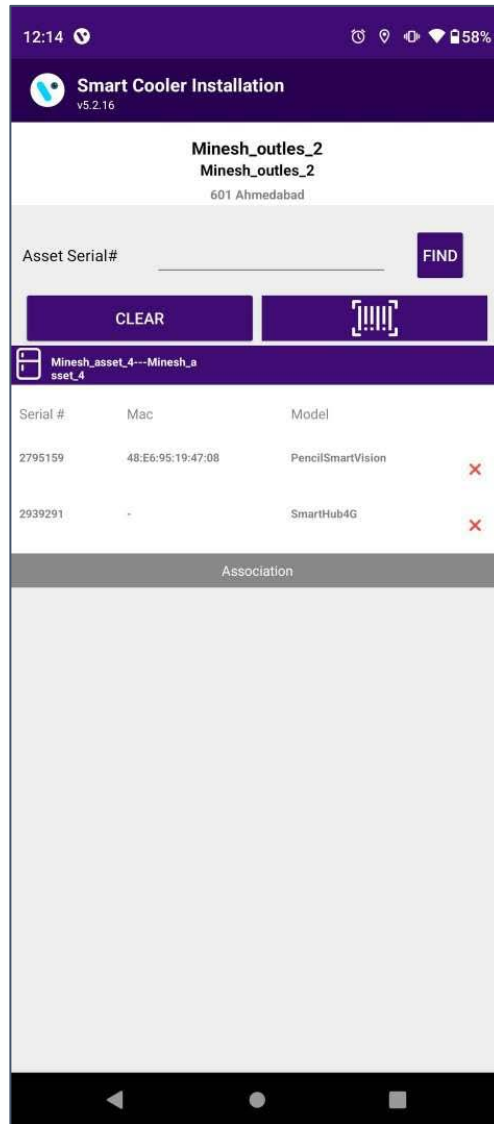 12:14 58%
Smart Cooler Installation
v5.2.16
Minesh_outles_2
Minesh_outles_2
601 Ahmedabad
Asset Serial# FIND
CLEAR
Minesh_asset_4---Minesh_a
sset_4
Serial # Mac Model
2795159 48:E6:95:19:47:08 PencilSmartVision
2939291 - SmartHub4G
Association